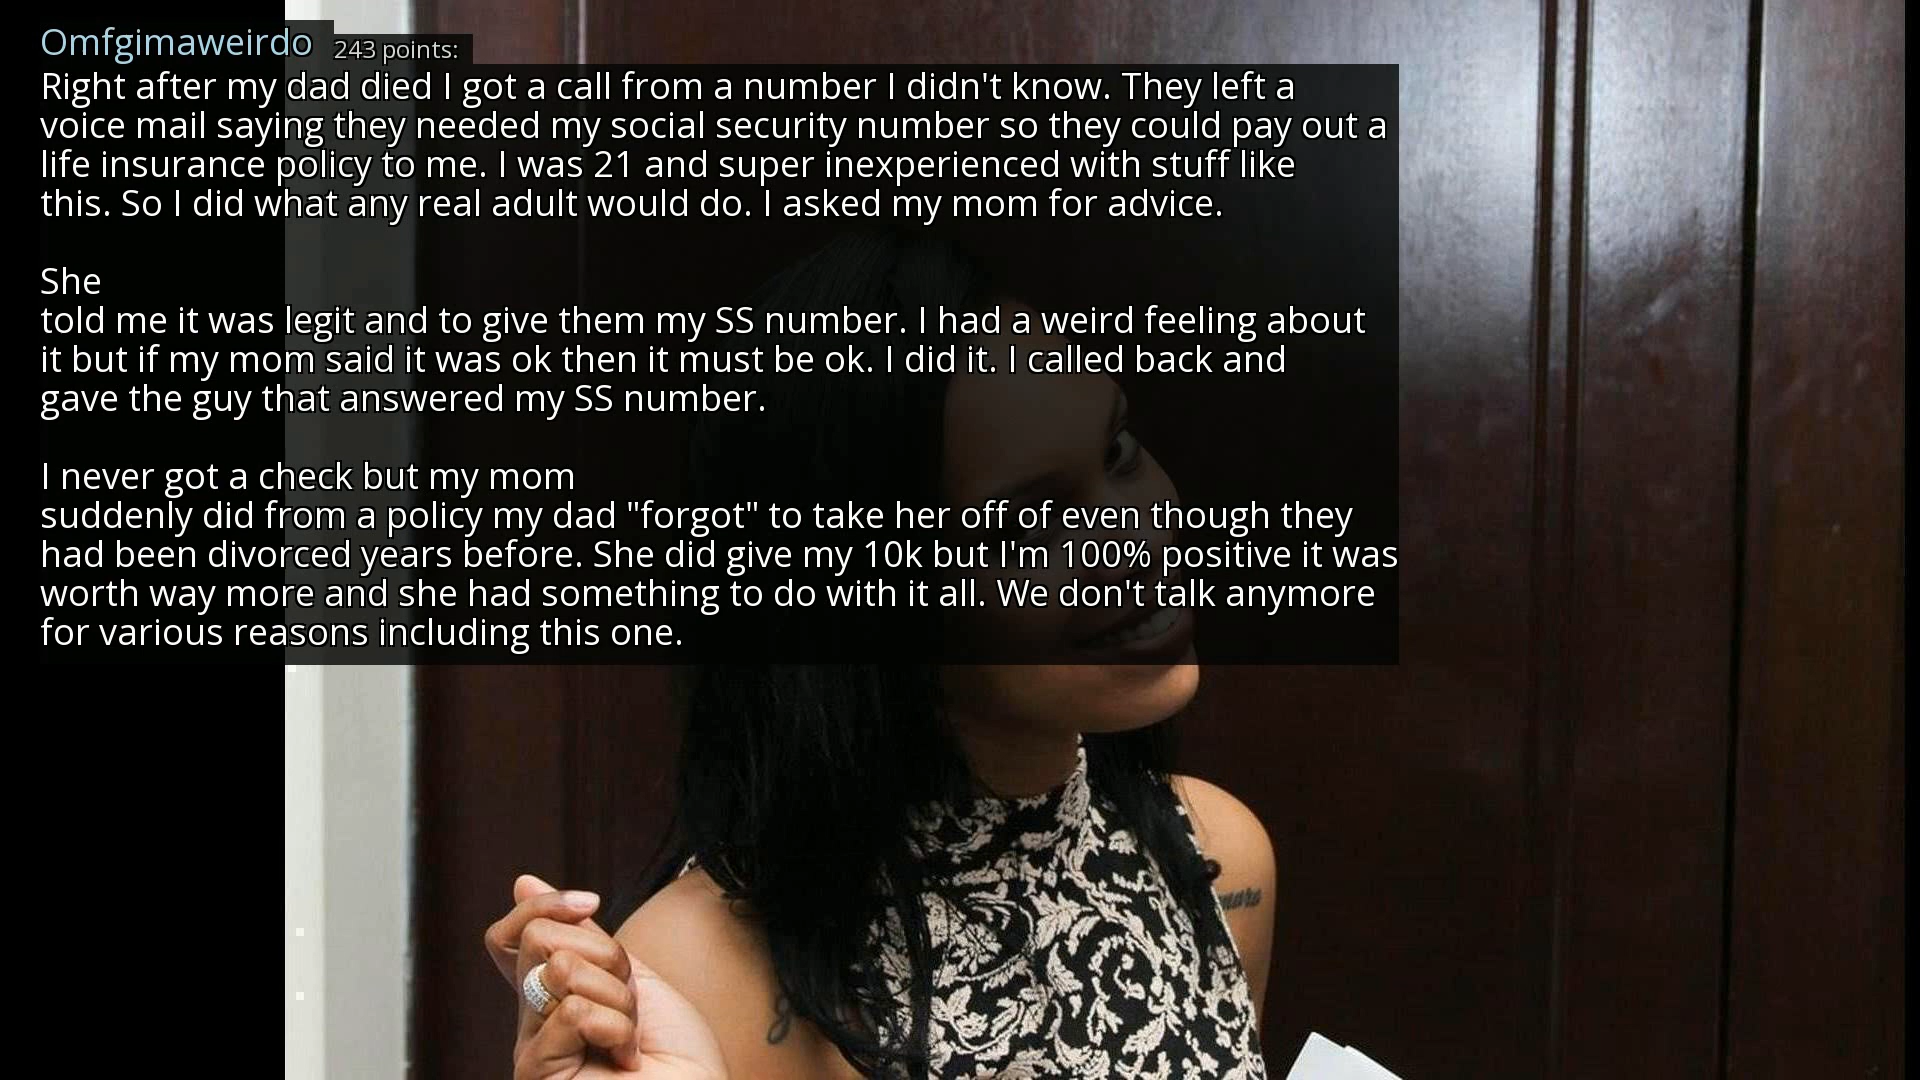 Omfgimaweirdo 243 points:
Right after my dad died I got a call from a number I didn't know. They left a
voice mail saying they needed my social security number so they could pay out a
life insurance policy to me. I was 21 and super inexperienced with stuff like
this. So I did what any real adult would do. I asked my mom for advice.
She
told me it was legit and to give them my SS number. I had a weird feeling about
it but if my mom said it was ok then it must be ok. I did it. I called back and
gave the guy that answered my SS number.
I never got a check but my mom
suddenly did from a policy my dad "forgot" to take her off of even though they
had been divorced years before. She did give my 10k but I'm 100% positive it was
worth way more and she had something to do with it all. We don't talk anymore
for various reasons including this one.